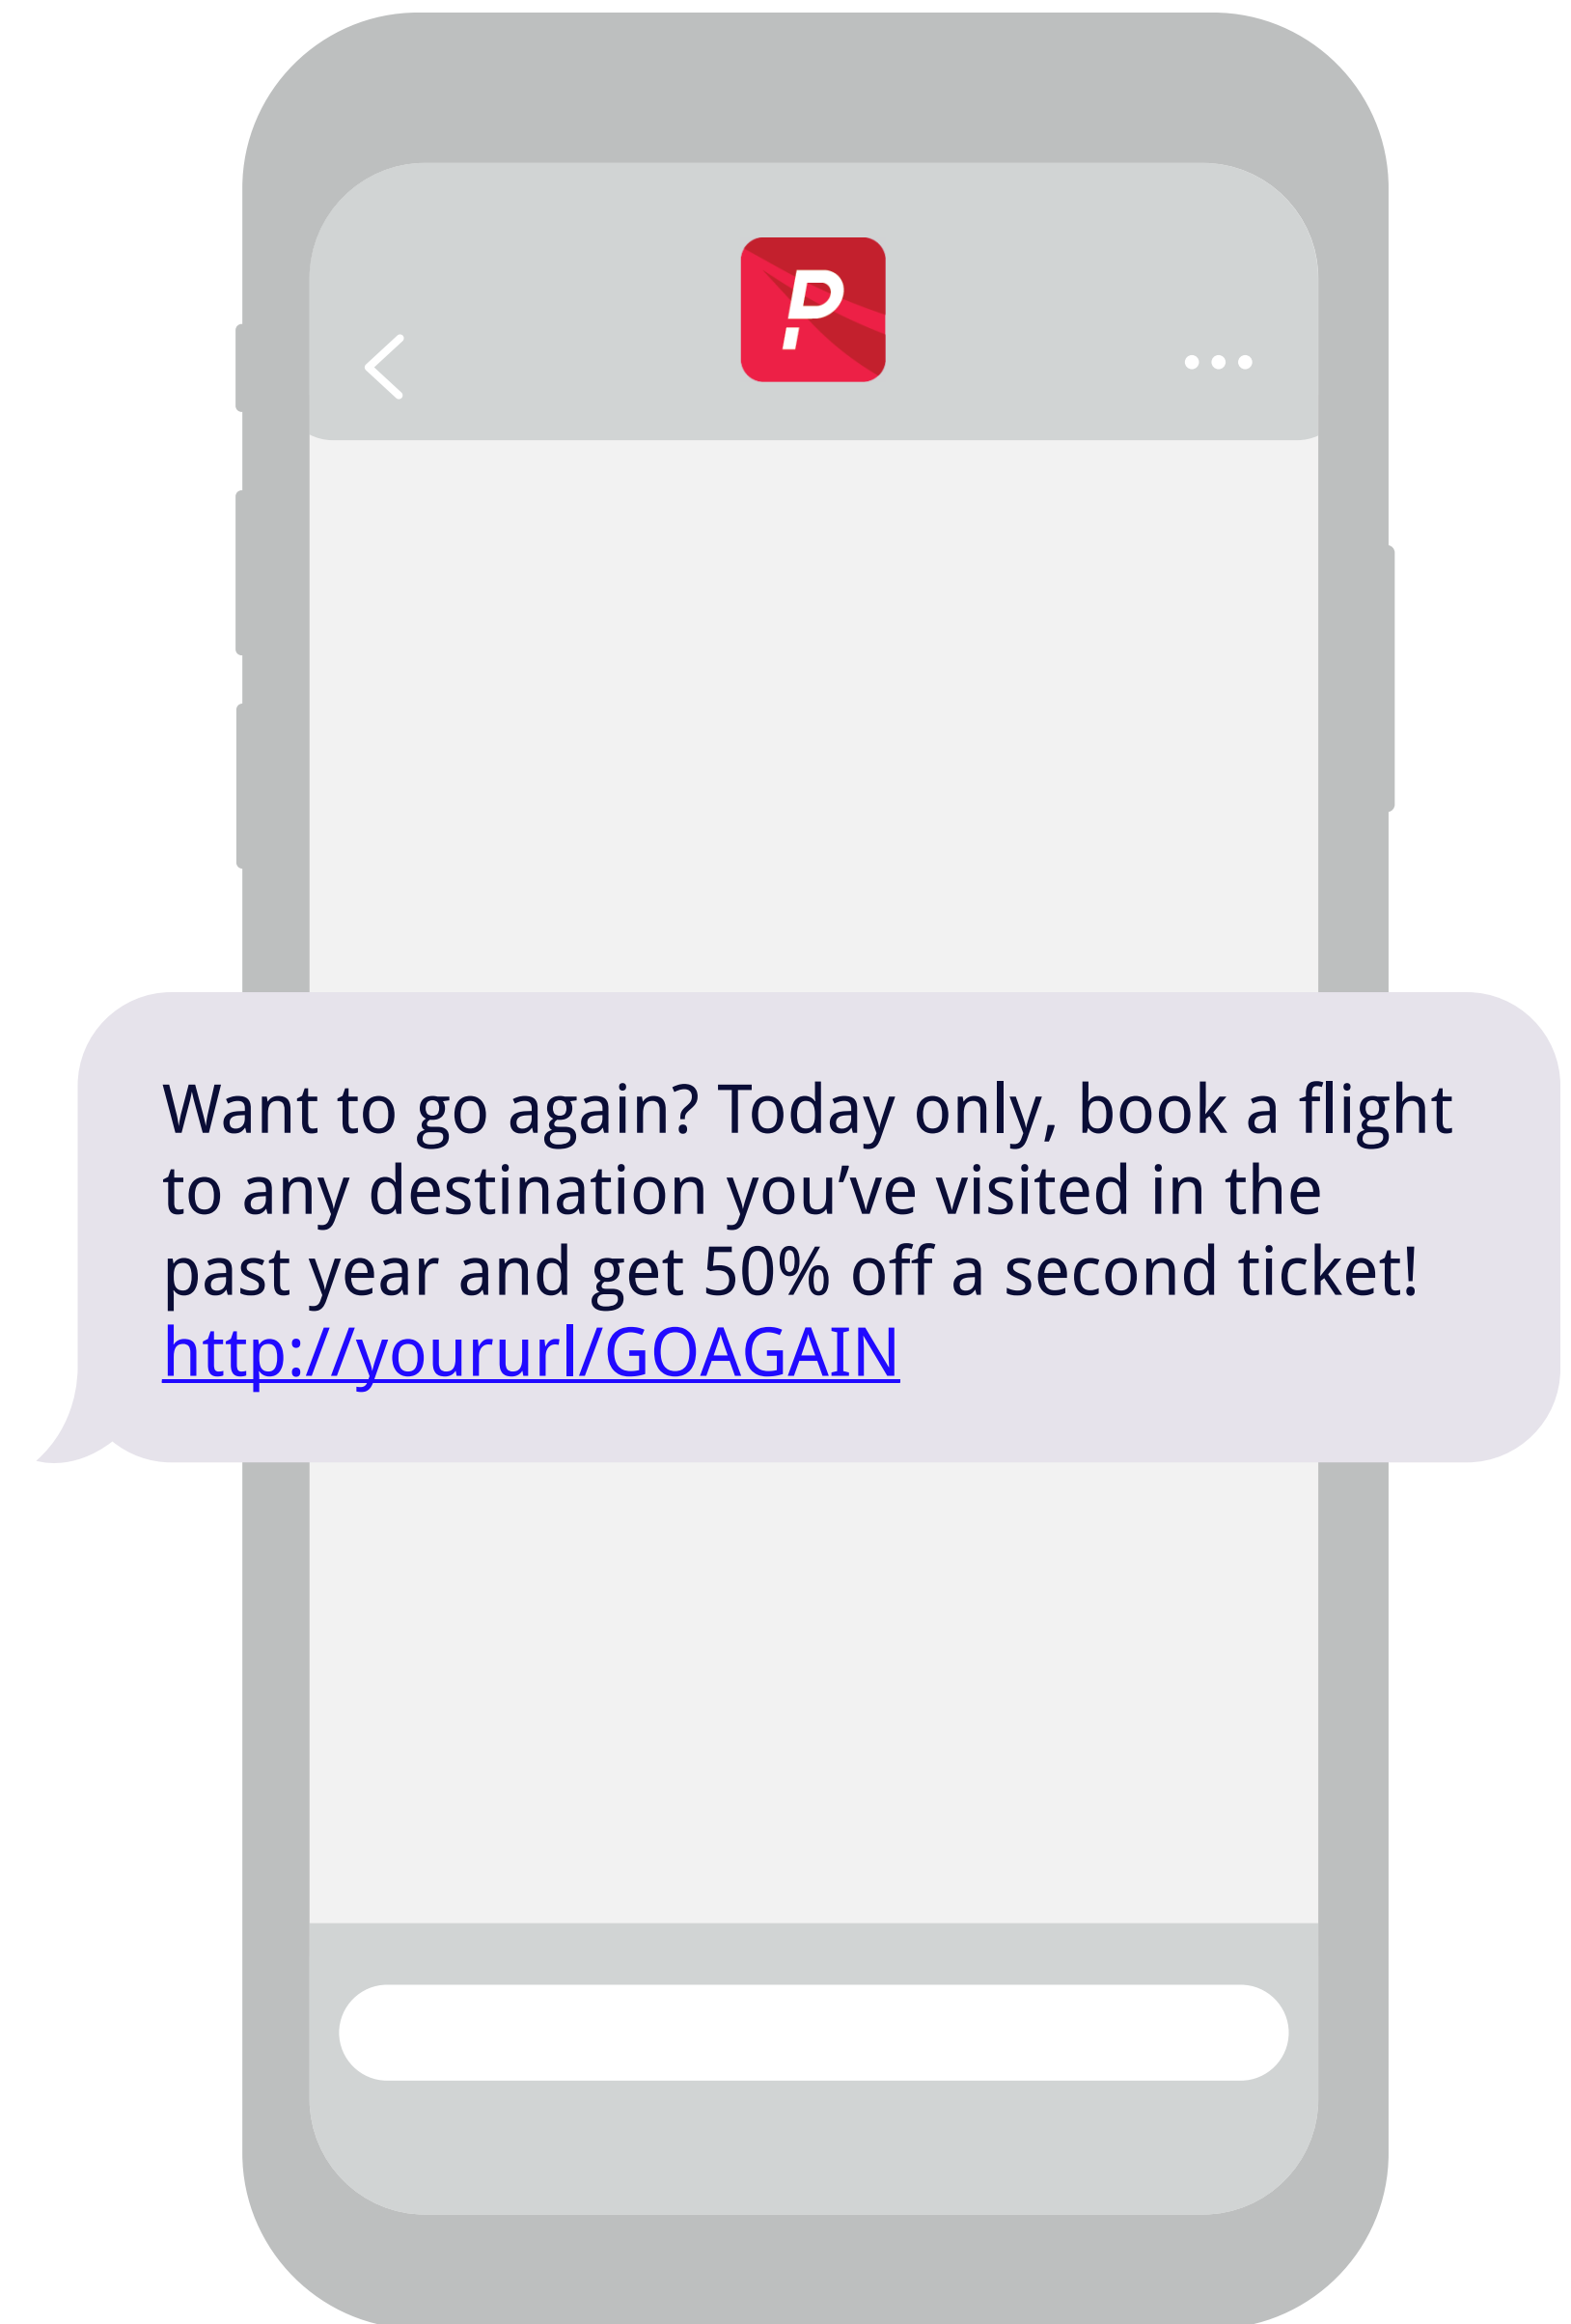 P
Want to go again? Today only, book a flight
to any destination you’ve visited in the
past year and get 50% off a second ticket!
http://yoururl/GOAGAIN